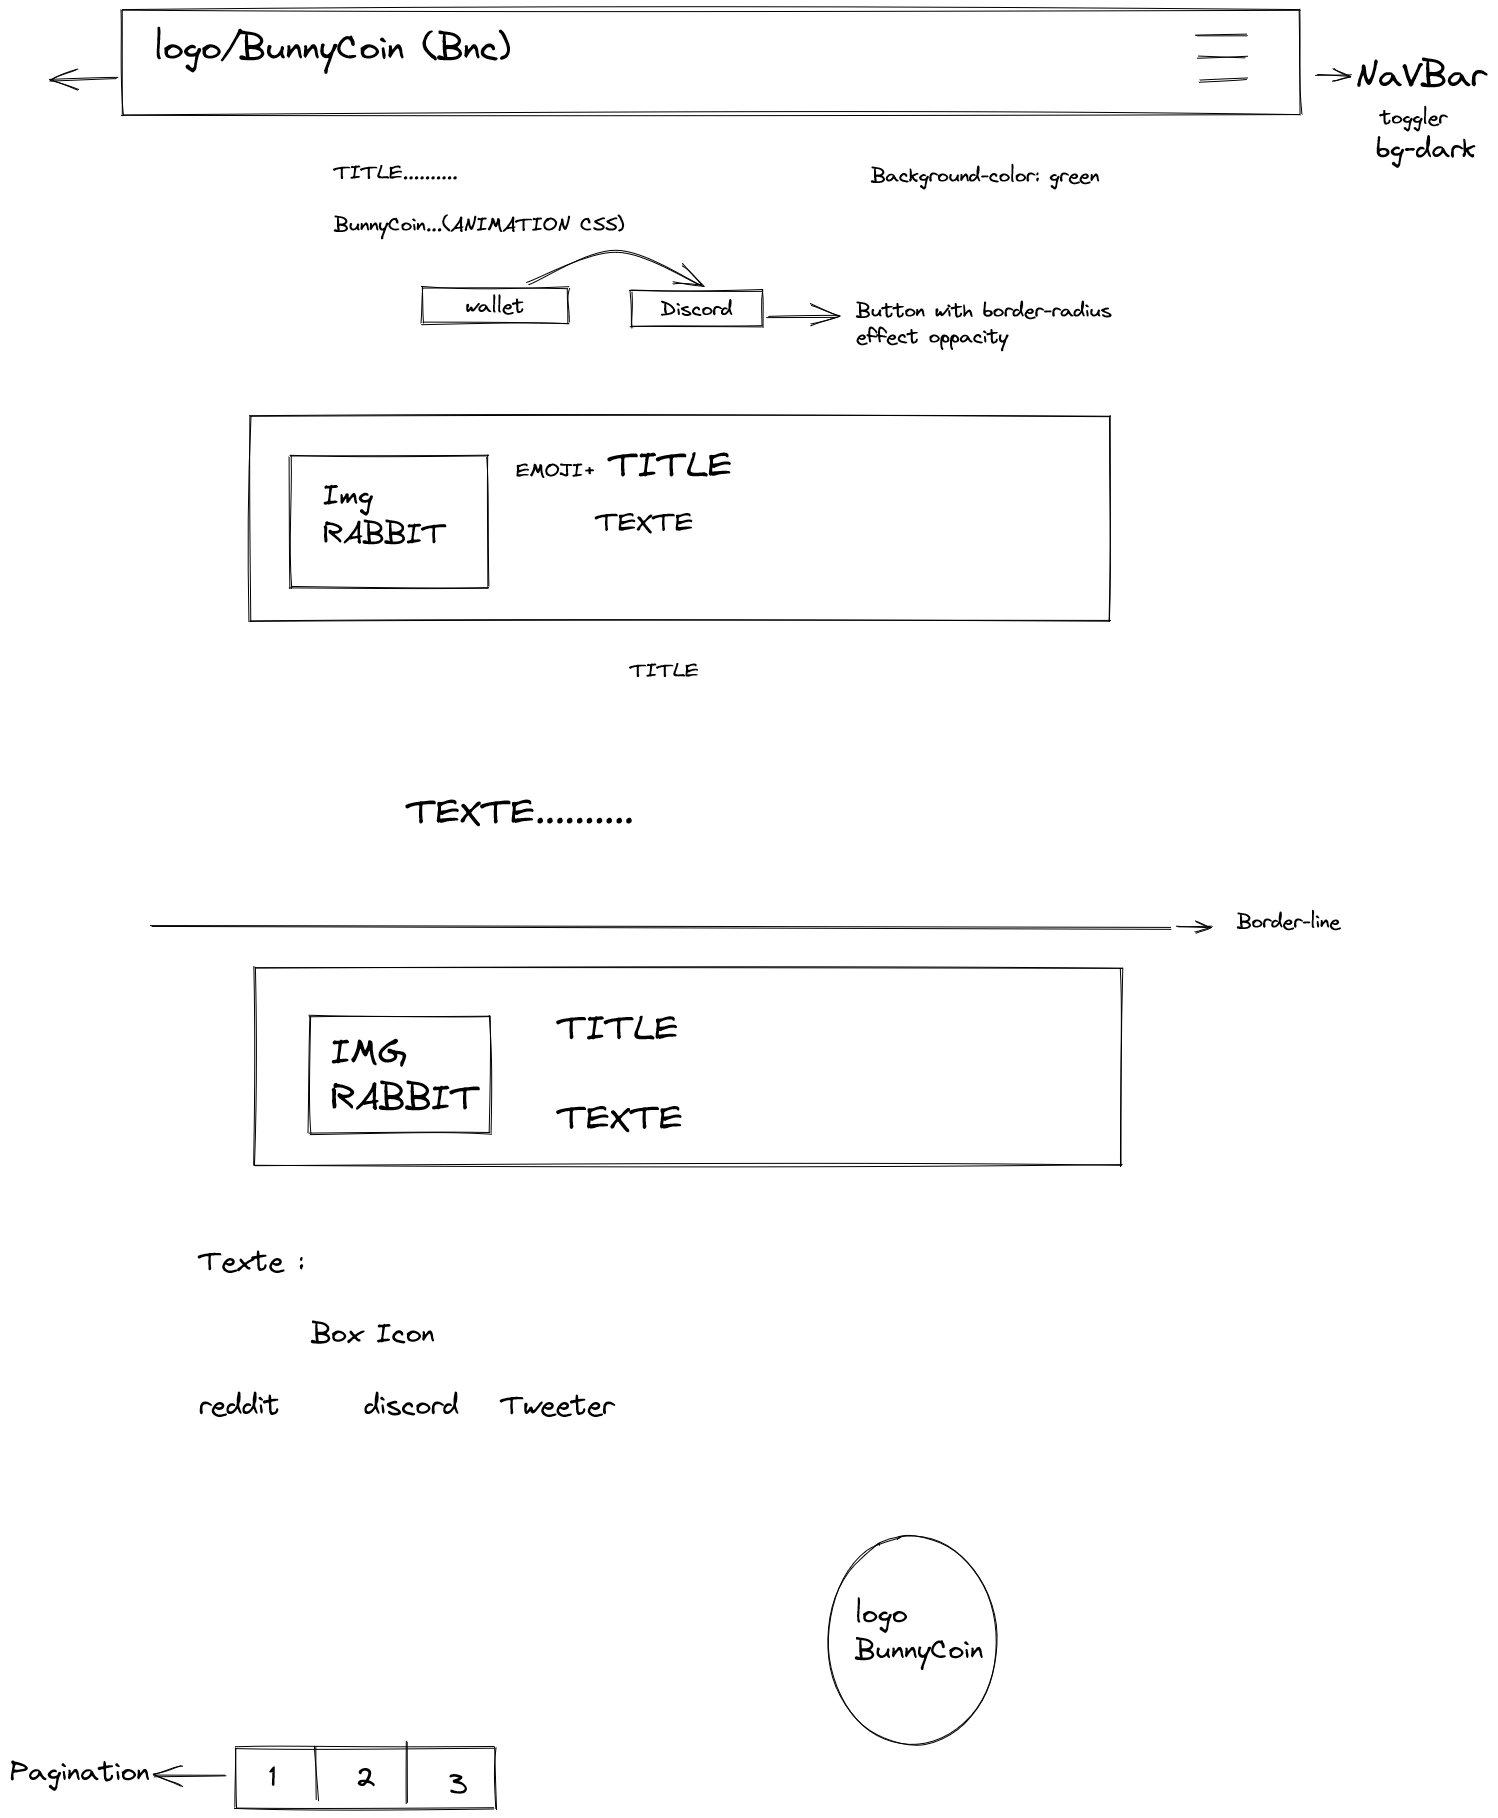 logo/BunnyCoin (Bnc)
NaVBar
toggler
bg-dark
TITLE..........
Background-color: green
BunnyCoin...(ANIMATION CSS)
wallet
Discord
Button with border-radius
effect oppacity
Img
RABBIT
EMOJI+ TITLE
TEXTE
TITLE
TEXTE..........
Border-line
IMG
RABBIT
TITLE
TEXTE
Texte :
Box Icon
reddit discord Tweeter
logo
BunnyCoin
Pagination
1 2 3